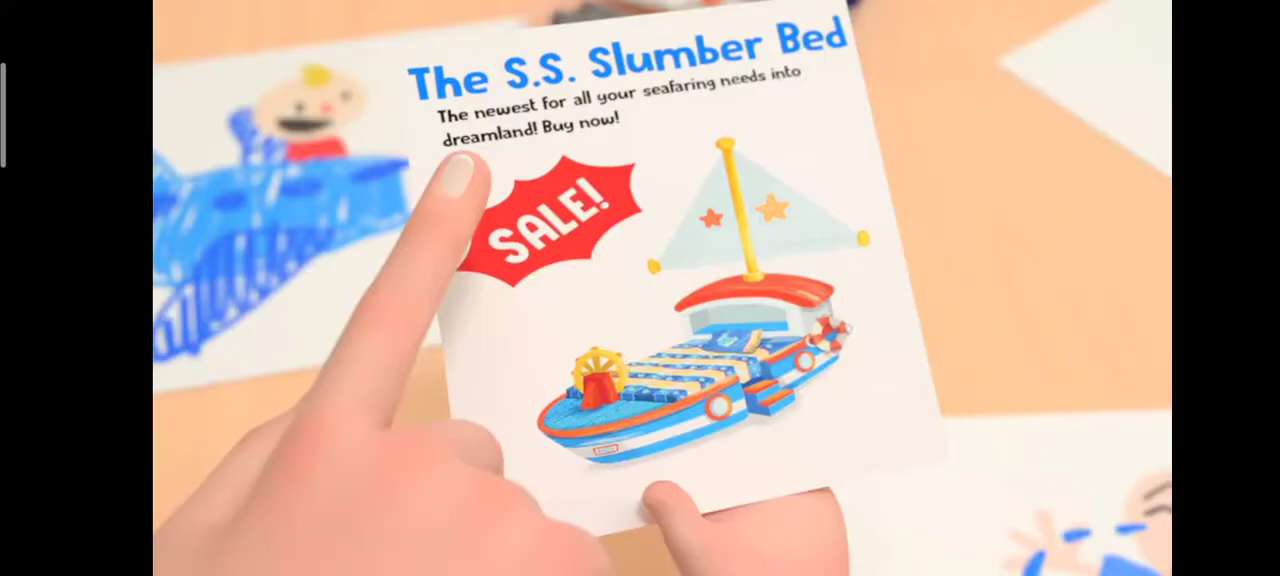 The S.S. Slumber Bed
The newest for all your seafaring needs into
dreamland! Buy now!
SALE!